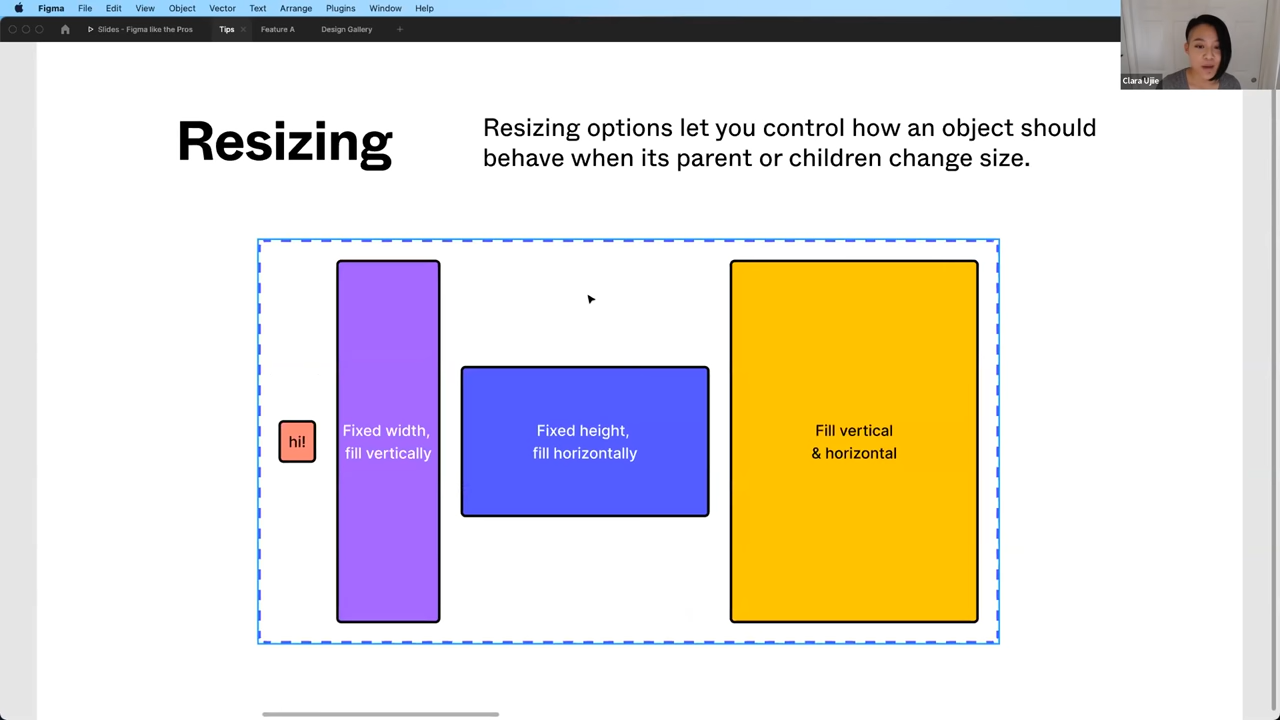 Figma File Edit View Object Vector Text Arrange Plugins Window Help
Slides - Figma like the Pros Tips Feature A Design Gallery
Clara Ujiie
Resizing
Resizing options let you control how an object should
behave when its parent or children change size.
hi!
Fixed width,
fill vertically
Fixed height,
fill horizontally
Fill vertical
& horizontal